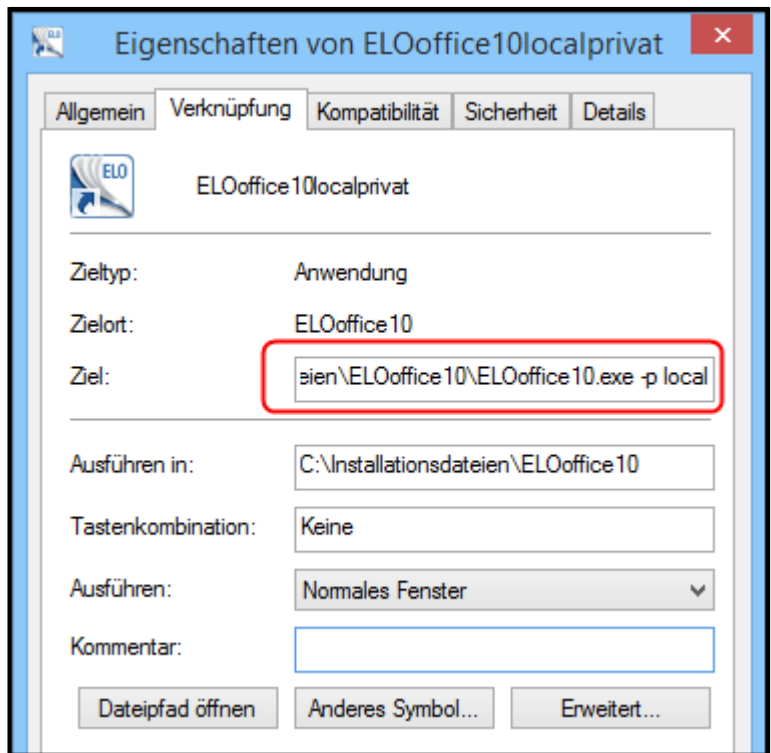 Eigenschaften von ELOoffice10localprivat
Allgemein Verknüpfung Kompatibilität Sicherheit Details
ELO ELOoffice10localprivat
Zieltyp: Anwendung
Zielort: ELOoffice10
Ziel: eien\ELOoffice10\ELOoffice10.exe -p local
Ausführen in: C:\Installationsdateien\ELOoffice10
Tastenkombination: Keine
Ausführen: Normales Fenster
Kommentar:
Dateipfad öffnen Anderes Symbol... Erweitert...